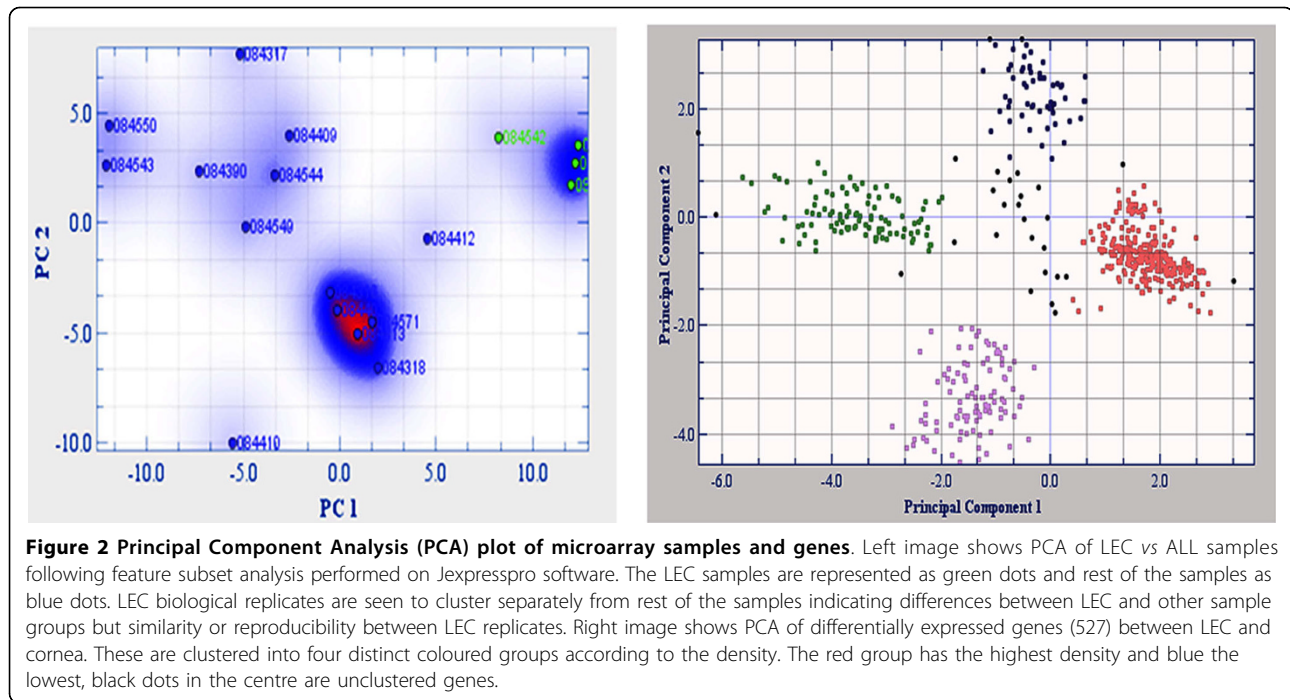 084317
5.0
084550
084409
084542
084543
084390
084544
0.0
084549
084412
PC 2
-5.0
084318
-10.0
084410
-10.0
-5.0
0.0
5.0
10.0
PC 1
2.0
0.0
-2.0
-4.0
Principal Component 2
-6.0
-4.0
-2.0
0.0
2.0
Principal Component 1
Figure 2 Principal Component Analysis (PCA) plot of microarray samples and genes. Left image shows PCA of LEC vs ALL samples
following feature subset analysis performed on Jexpresspro software. The LEC samples are represented as green dots and rest of the samples as
blue dots. LEC biological replicates are seen to cluster separately from rest of the samples indicating differences between LEC and other sample
groups but similarity or reproducibility between LEC replicates. Right image shows PCA of differentially expressed genes (527) between LEC and
cornea. These are clustered into four distinct coloured groups according to the density. The red group has the highest density and blue the
lowest, black dots in the centre are unclustered genes.